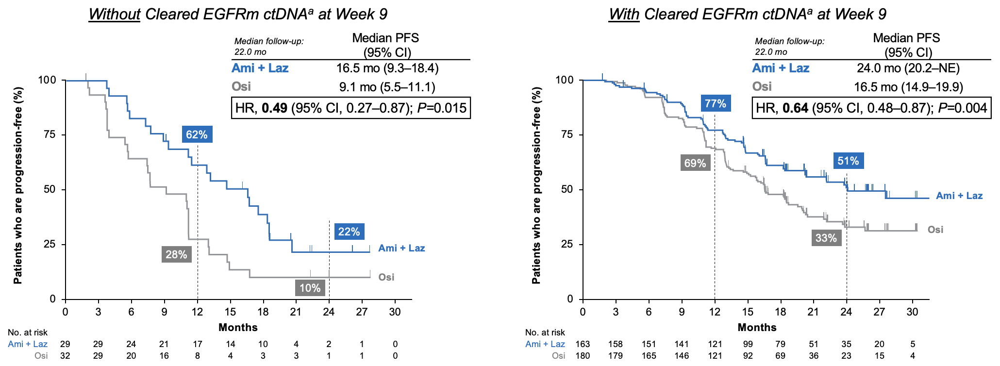 Without Cleared EGFRm ctDNAᵃ at Week 9
Median follow-up:
22.0 mo
Median PFS
(95% CI)
Ami + Laz 16.5 mo (9.3–18.4)
Osi 9.1 mo (5.5–11.1)
HR, 0.49 (95% CI, 0.27–0.87); P=0.015
Patients who are progression-free (%)
100
75
50
25
0
62%
28%
22%
10%
Ami + Laz
Osi
0 3 6 9 12 15 18 21 24 27 30
Months
No. at risk
Ami + Laz 29 29 24 21 17 14 10 4 2 1 0
Osi 32 29 20 16 8 4 3 3 1 1 0
With Cleared EGFRm ctDNAᵃ at Week 9
Median follow-up:
22.0 mo
Median PFS
(95% CI)
Ami + Laz 24.0 mo (20.2–NE)
Osi 16.5 mo (14.9–19.9)
HR, 0.64 (95% CI, 0.48–0.87); P=0.004
Patients who are progression-free (%)
100
75
50
25
0
77%
69%
51%
33%
Ami + Laz
Osi
0 3 6 9 12 15 18 21 24 27 30
Months
No. at risk
Ami + Laz 163 158 151 141 121 99 79 51 35 20 5
Osi 180 179 165 146 121 92 69 36 23 15 4